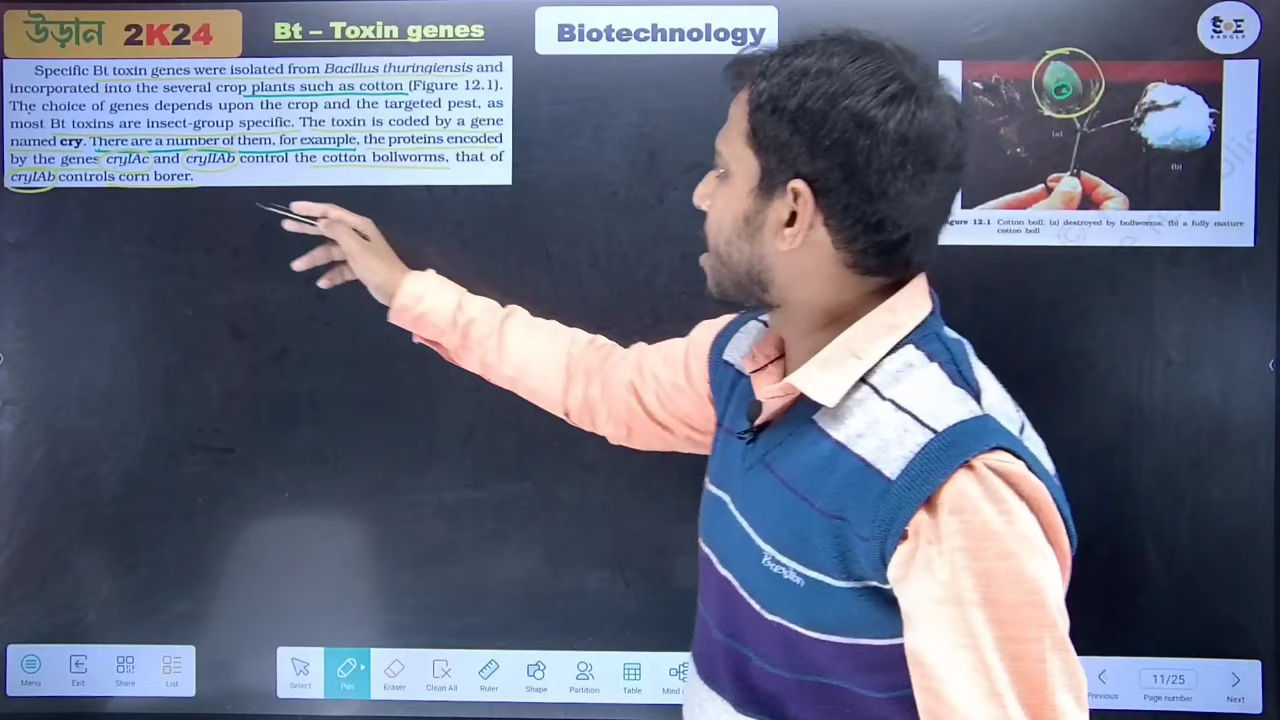 উড়ান 2K24
Bt – Toxin genes
Biotechnology
SOE
BANGLA
Specific Bt toxin genes were isolated from Bacillus thuringiensis and
incorporated into the several crop plants such as cotton (Figure 12.1).
The choice of genes depends upon the crop and the targeted pest, as
most Bt toxins are insect-group specific. The toxin is coded by a gene
named cry. There are a number of them, for example, the proteins encoded
by the genes cryIAc and cryIIAb control the cotton bollworms, that of
cryIAb controls corn borer.
(a)
(b)
gure 12.1 Cotton boll: (a) destroyed by bollworms; (b) a fully mature
cotton boll
Menu
Exit
Share
List
Select
Pen
Eraser
Clean All
Ruler
Shape
Partition
Table
Mind
Previous
11/25
Page number
Next